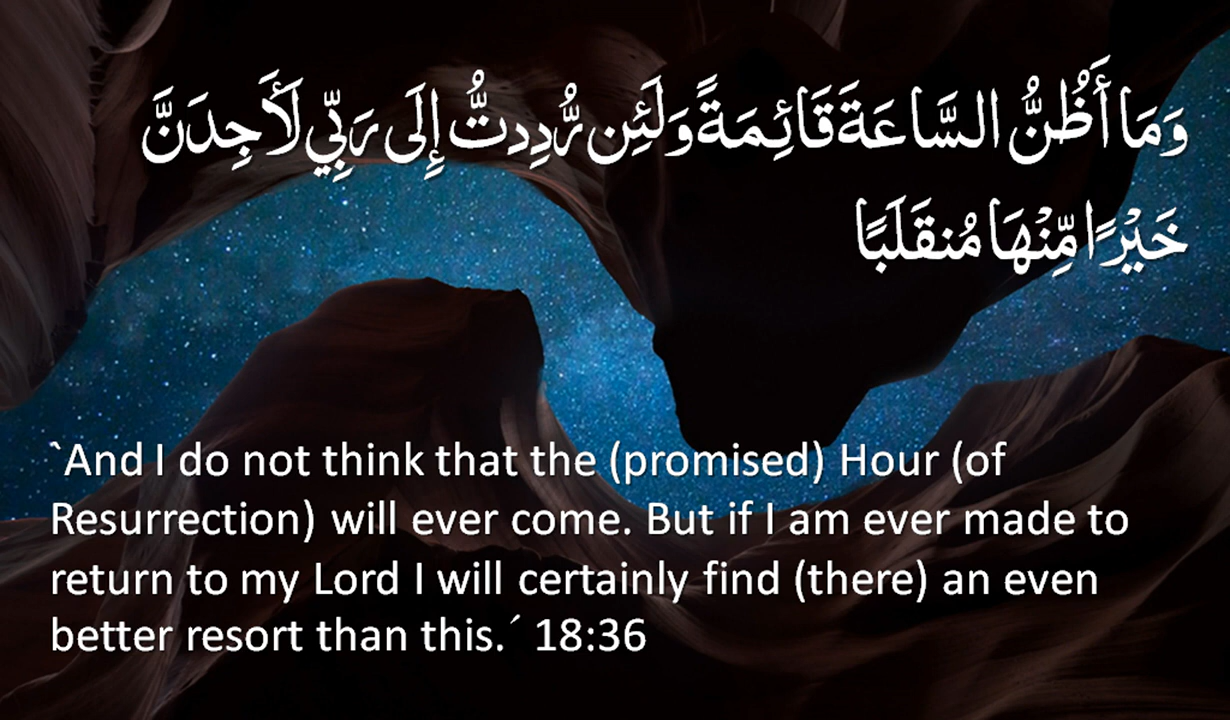 وَمَا أَظُنُّ السَّاعَةَ قَائِمَةً وَلَئِن رُّدِدتُّ إِلَى رَبِّي لَأَجِدَنَّ
خَيْرًا مِّنْهَا مُنقَلَبًا
`And I do not think that the (promised) Hour (of
Resurrection) will ever come. But if I am ever made to
return to my Lord I will certainly find (there) an even
better resort than this.´ 18:36